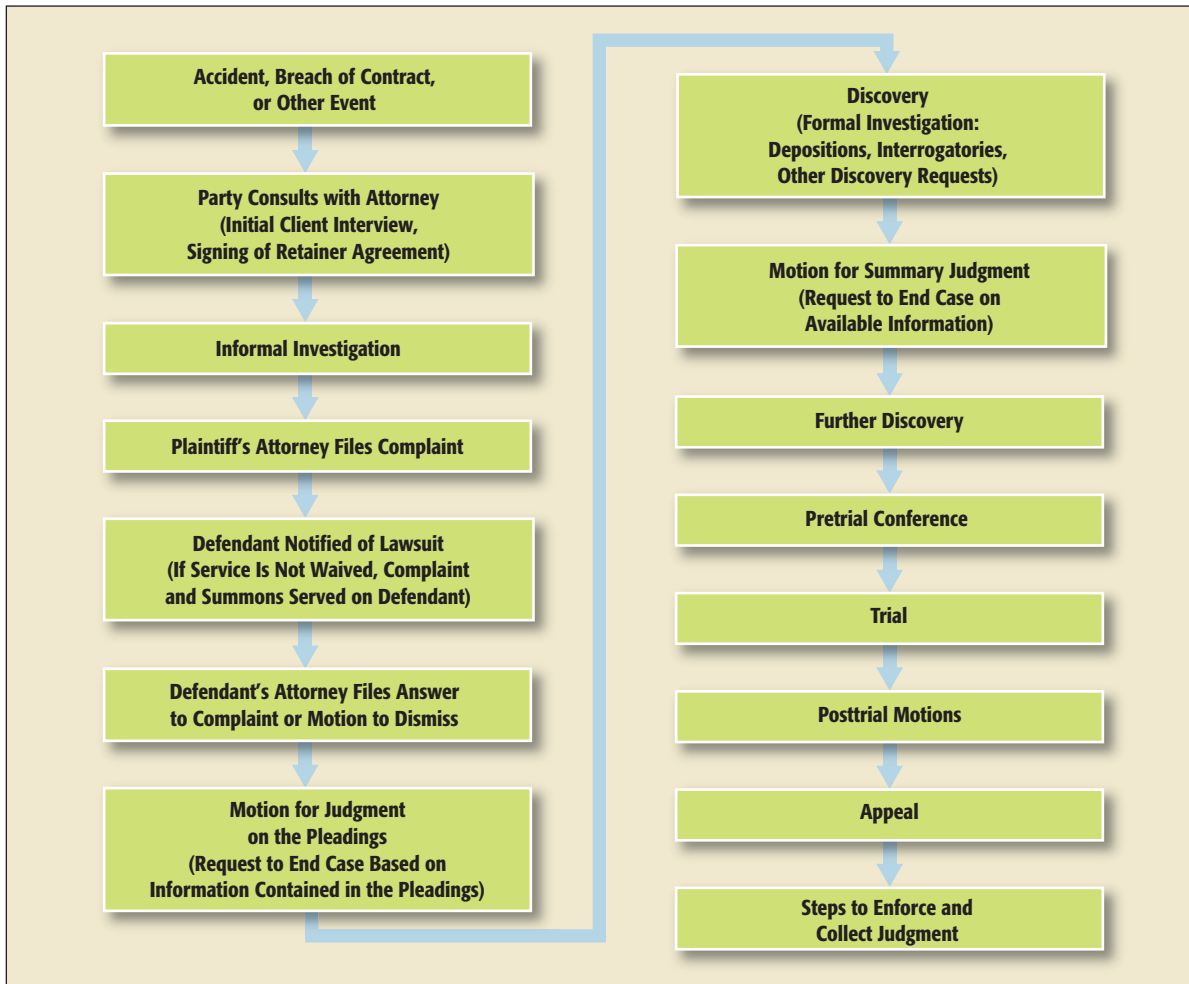 Accident, Breach of Contract,
or Other Event
Party Consults with Attorney
(Initial Client Interview,
Signing of Retainer Agreement)
Informal Investigation
Plaintiff’s Attorney Files Complaint
Defendant Notified of Lawsuit
(If Service Is Not Waived, Complaint
and Summons Served on Defendant)
Defendant’s Attorney Files Answer
to Complaint or Motion to Dismiss
Motion for Judgment
on the Pleadings
(Request to End Case Based on
Information Contained in the Pleadings)
Discovery
(Formal Investigation:
Depositions, Interrogatories,
Other Discovery Requests)
Motion for Summary Judgment
(Request to End Case on
Available Information)
Further Discovery
Pretrial Conference
Trial
Posttrial Motions
Appeal
Steps to Enforce and
Collect Judgment